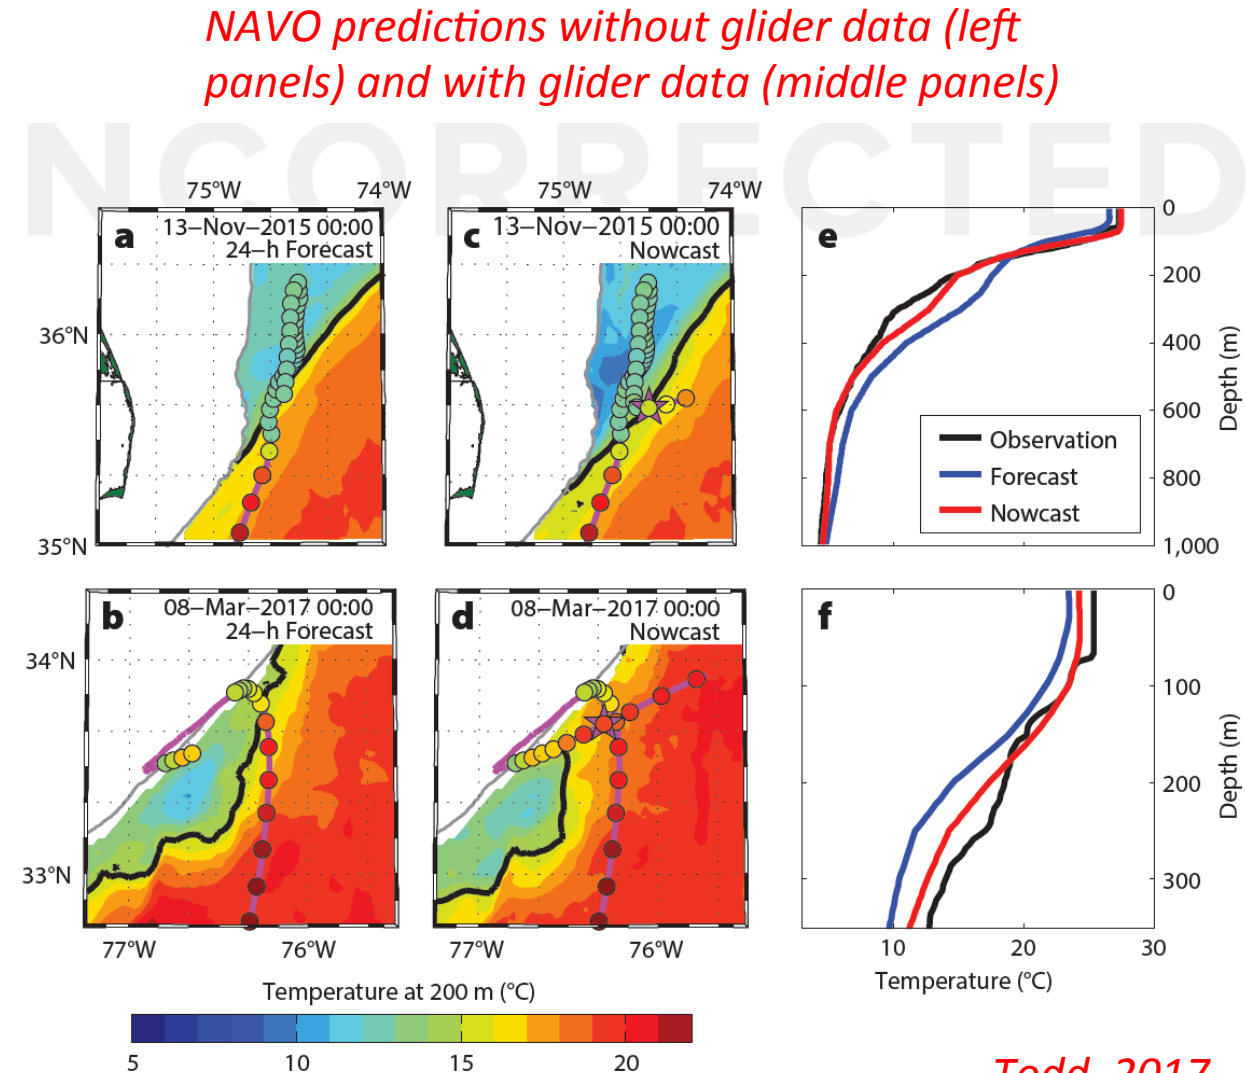 NAVO predictions without glider data (left
panels) and with glider data (middle panels)
NCORRECTED
75°W 74°W 75°W 74°W
a 13–Nov–2015 00:00
24–h Forecast
c 13–Nov–2015 00:00
Nowcast
e
36°N
35°N
0
200
400
600
800
1,000
Depth (m)
Observation
Forecast
Nowcast
b 08–Mar–2017 00:00
24–h Forecast
d 08–Mar–2017 00:00
Nowcast
f
34°N
33°N
0
100
200
300
Depth (m)
77°W 76°W 77°W 76°W
10 20 30
Temperature (°C)
Temperature at 200 m (°C)
5 10 15 20
Todd, 2017